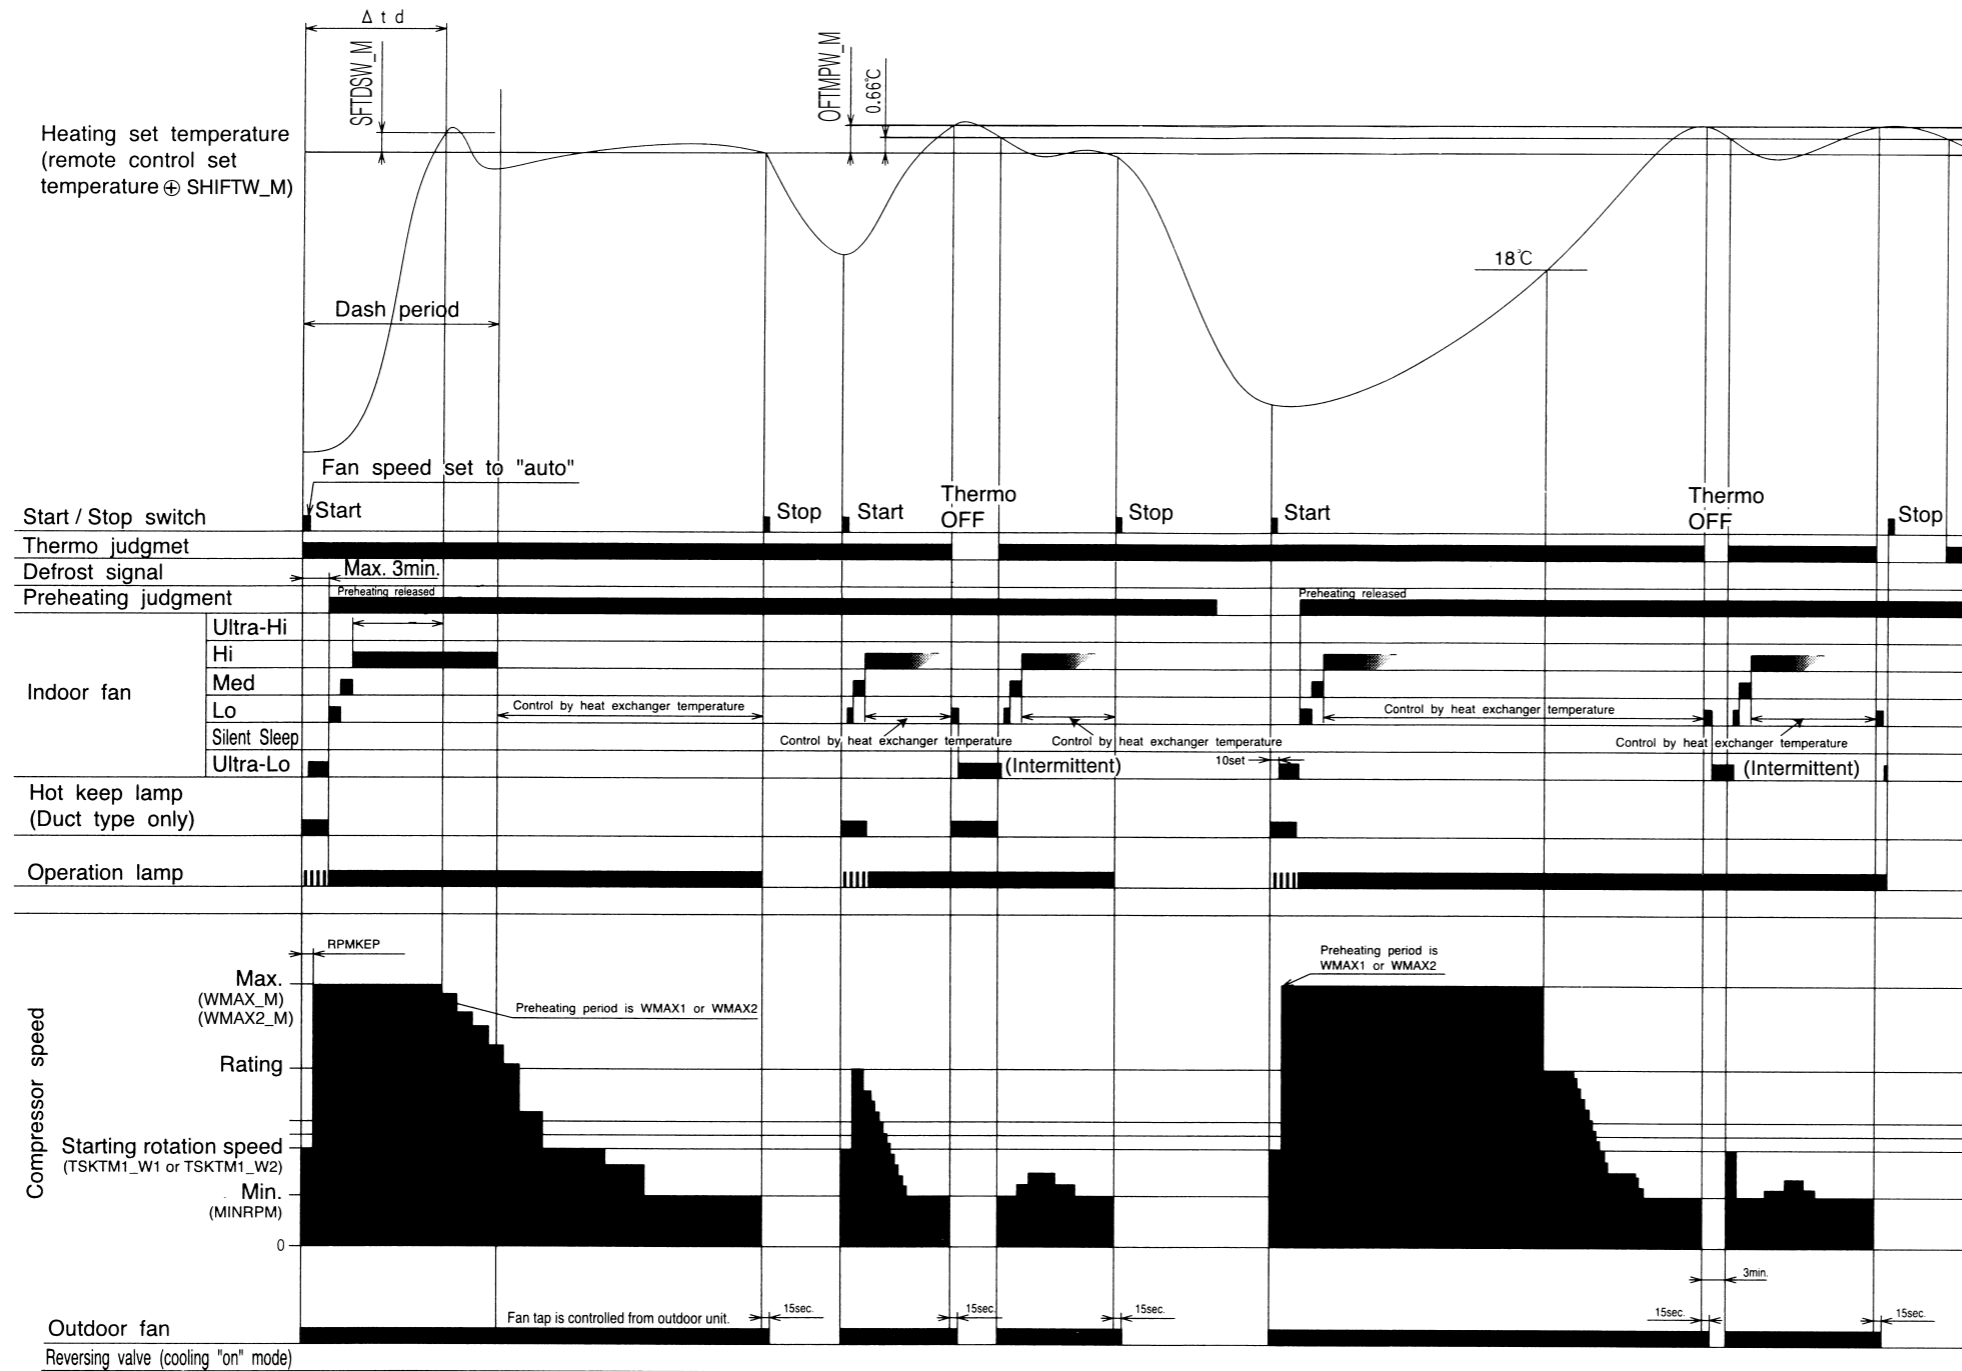 Δ t d
SFTDSW_M
OFTMPW_M
0.66℃
Heating set temperature
(remote control set
temperature ⊕ SHIFTW_M)
18℃
Dash period
Fan speed set to "auto"
Start / Stop switch
Start
Stop
Start
Thermo
OFF
Stop
Start
Thermo
OFF
Stop
Thermo judgmet
Defrost signal
Max. 3min.
Preheating judgment
Preheating released
Preheating released
Indoor fan
Ultra-Hi
Hi
Med
Lo
Control by heat exchanger temperature
Control by heat exchanger temperature
Silent Sleep
Control by heat exchanger temperature
Control by heat exchanger temperature
Control by heat exchanger temperature
Ultra-Lo
(Intermittent)
10set
(Intermittent)
Hot keep lamp
(Duct type only)
Operation lamp
Compressor speed
RPMKEP
Max.
(WMAX_M)
(WMAX2_M)
Preheating period is WMAX1 or WMAX2
Preheating period is
WMAX1 or WMAX2
Rating
Starting rotation speed
(TSKTM1_W1 or TSKTM1_W2)
Min.
(MINRPM)
0
3min.
Fan tap is controlled from outdoor unit.
15sec.
15sec.
15sec.
15sec.
15sec.
Outdoor fan
Reversing valve (cooling "on" mode)